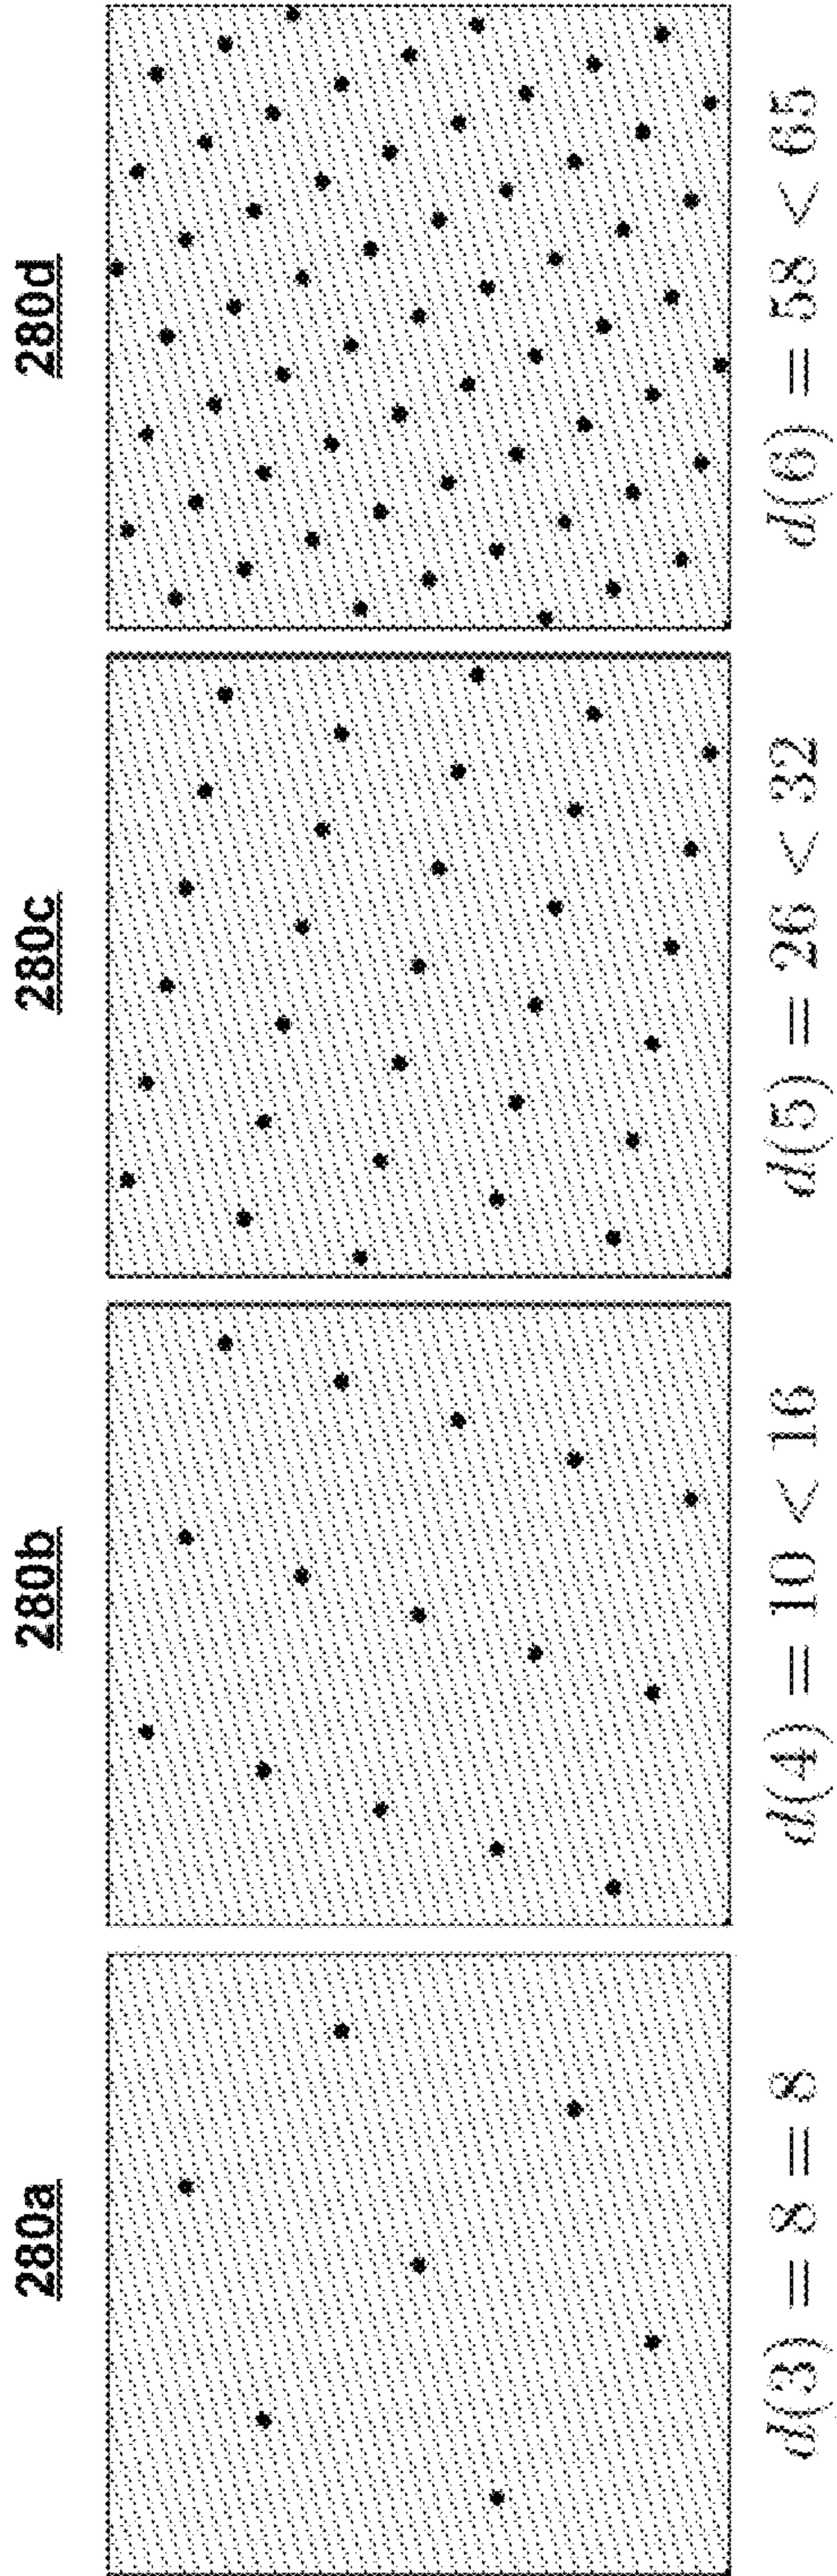 280a
280b
280c
280d
d(3) = 8 = 8
d(4) = 10 < 16
d(5) = 26 < 32
d(6) = 58 < 65